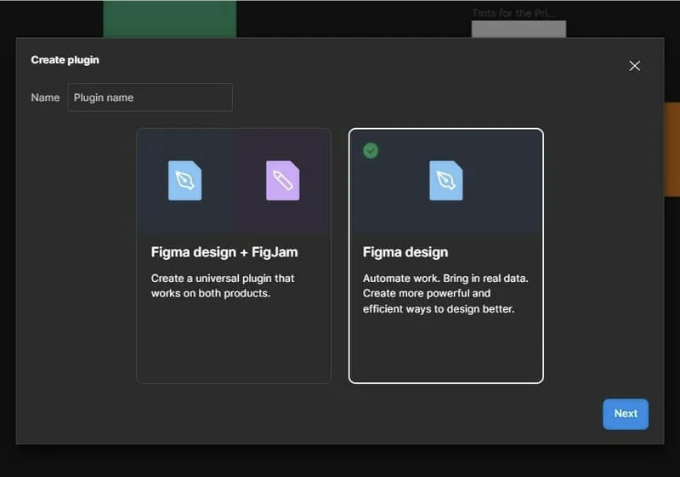 Tints for the Pri...
Create plugin
Name
Plugin name
Figma design + FigJam
Create a universal plugin that
works on both products.
Figma design
Automate work. Bring in real data.
Create more powerful and
efficient ways to design better.
Next